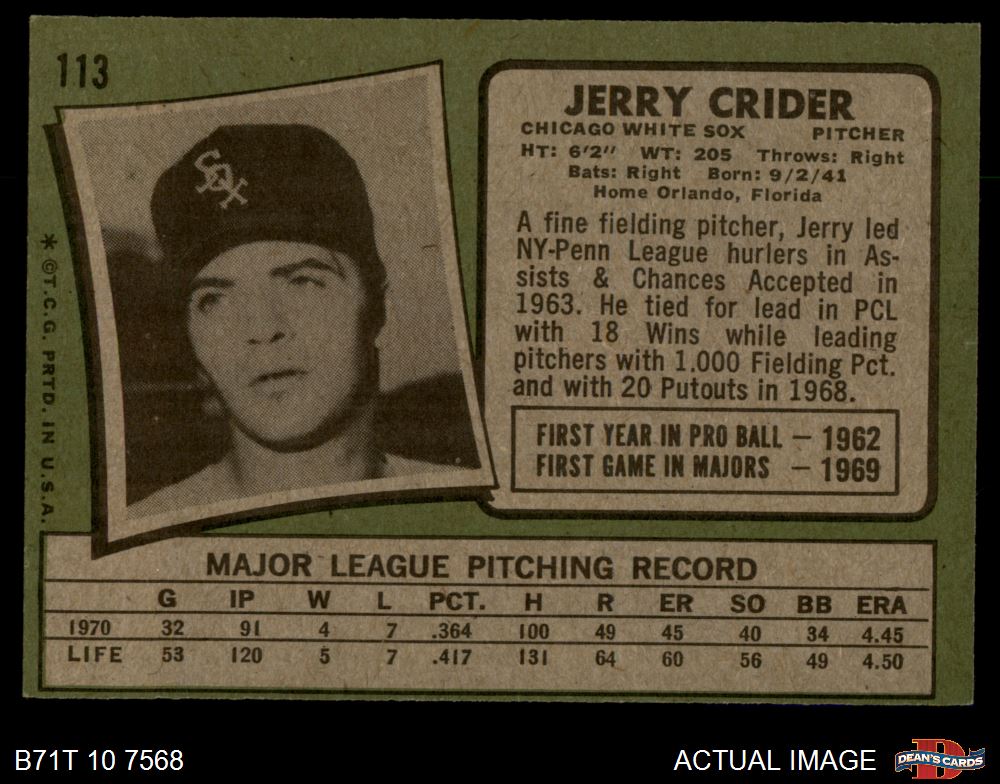 113
SOX
JERRY CRIDER
CHICAGO WHITE SOX PITCHER
HT: 6'2" WT: 205 Throws: Right
Bats: Right Born: 9/2/41
Home Orlando, Florida
A fine fielding pitcher, Jerry led
NY-Penn League hurlers in As-
sists & Chances Accepted in
1963. He tied for lead in PCL
with 18 Wins while leading
pitchers with 1.000 Fielding Pct.
and with 20 Putouts in 1968.
FIRST YEAR IN PRO BALL — 1962
FIRST GAME IN MAJORS — 1969
* ©T.C.G. PRTD. IN U.S.A.
MAJOR LEAGUE PITCHING RECORD
G IP W L PCT. H R ER SO BB ERA
1970 32 91 4 7 .364 100 49 45 40 34 4.45
LIFE 53 120 5 7 .417 131 64 60 56 49 4.50
B71T 10 7568
ACTUAL IMAGE
DEAN'S CARDS